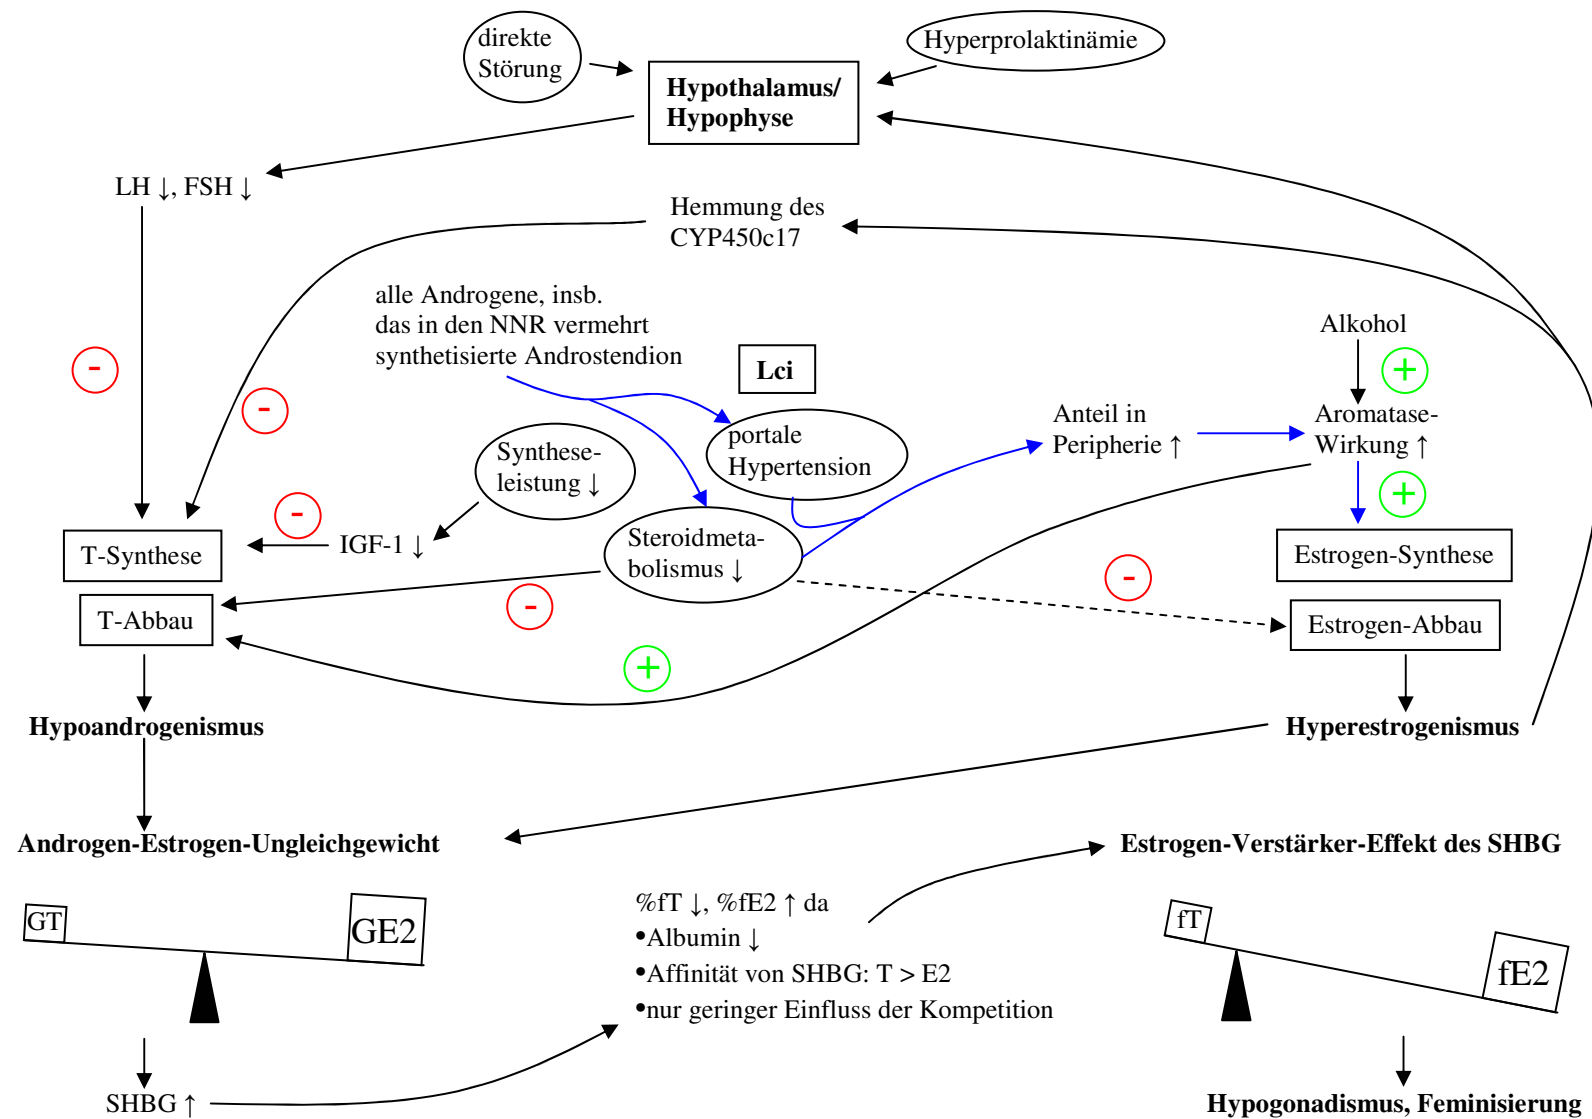 direkte
Störung
Hyperprolaktinämie
Hypothalamus/
Hypophyse
LH ↓, FSH ↓
Hemmung des
CYP450c17
alle Androgene, insb.
das in den NNR vermehrt
synthetisierte Androstendion
Lci
Alkohol
+
-
-
portale
Hypertension
Anteil in
Peripherie ↑
Aromatase-
Wirkung ↑
Synthese-
leistung ↓
+
-
T-Synthese
IGF-1 ↓
Steroidmeta-
bolismus ↓
Estrogen-Synthese
-
-
T-Abbau
Estrogen-Abbau
+
Hypoandrogenismus
Hyperestrogenismus
Androgen-Estrogen-Ungleichgewicht
Estrogen-Verstärker-Effekt des SHBG
GT
GE2
%fT ↓, %fE2 ↑ da
•Albumin ↓
•Affinität von SHBG: T > E2
•nur geringer Einfluss der Kompetition
fT
fE2
SHBG ↑
Hypogonadismus, Feminisierung